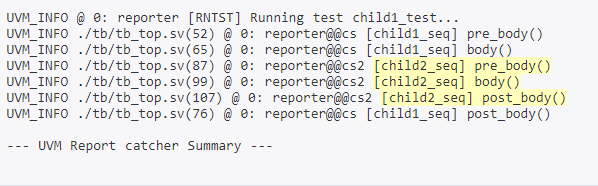 UVM_INFO @ 0: reporter [RNTST] Running test child1_test...
UVM_INFO ./tb/tb_top.sv(52) @ 0: reporter@@cs [child1_seq] pre_body()
UVM_INFO ./tb/tb_top.sv(65) @ 0: reporter@@cs [child1_seq] body()
UVM_INFO ./tb/tb_top.sv(87) @ 0: reporter@@cs2 [child2_seq] pre_body()
UVM_INFO ./tb/tb_top.sv(99) @ 0: reporter@@cs2 [child2_seq] body()
UVM_INFO ./tb/tb_top.sv(107) @ 0: reporter@@cs2 [child2_seq] post_body()
UVM_INFO ./tb/tb_top.sv(76) @ 0: reporter@@cs [child1_seq] post_body()
--- UVM Report catcher Summary ---